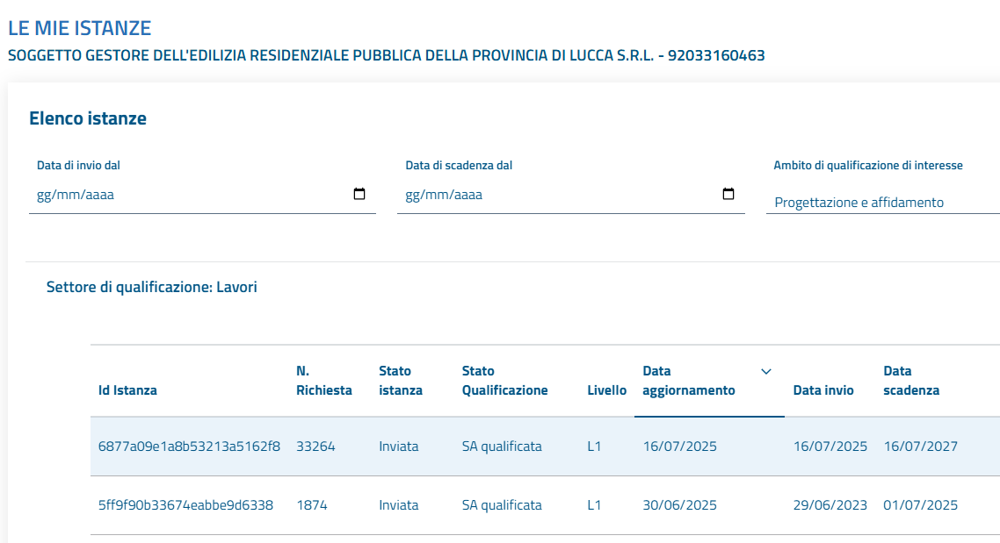 LE MIE ISTANZE
SOGGETTO GESTORE DELL'EDILIZIA RESIDENZIALE PUBBLICA DELLA PROVINCIA DI LUCCA S.R.L. - 92033160463
Elenco istanze
Data di invio dal Data di scadenza dal Ambito di qualificazione di interesse
gg/mm/aaaa gg/mm/aaaa Progettazione e affidamento
Settore di qualificazione: Lavori
N. Stato Stato Data Data
Id Istanza Richiesta istanza Qualificazione Livello aggiornamento Data invio scadenza
6877a09e1a8b53213a5162f8 33264 Inviata SA qualificata L1 16/07/2025 16/07/2025 16/07/2027
5ff9f90b33674eabbe9d6338 1874 Inviata SA qualificata L1 30/06/2025 29/06/2023 01/07/2025